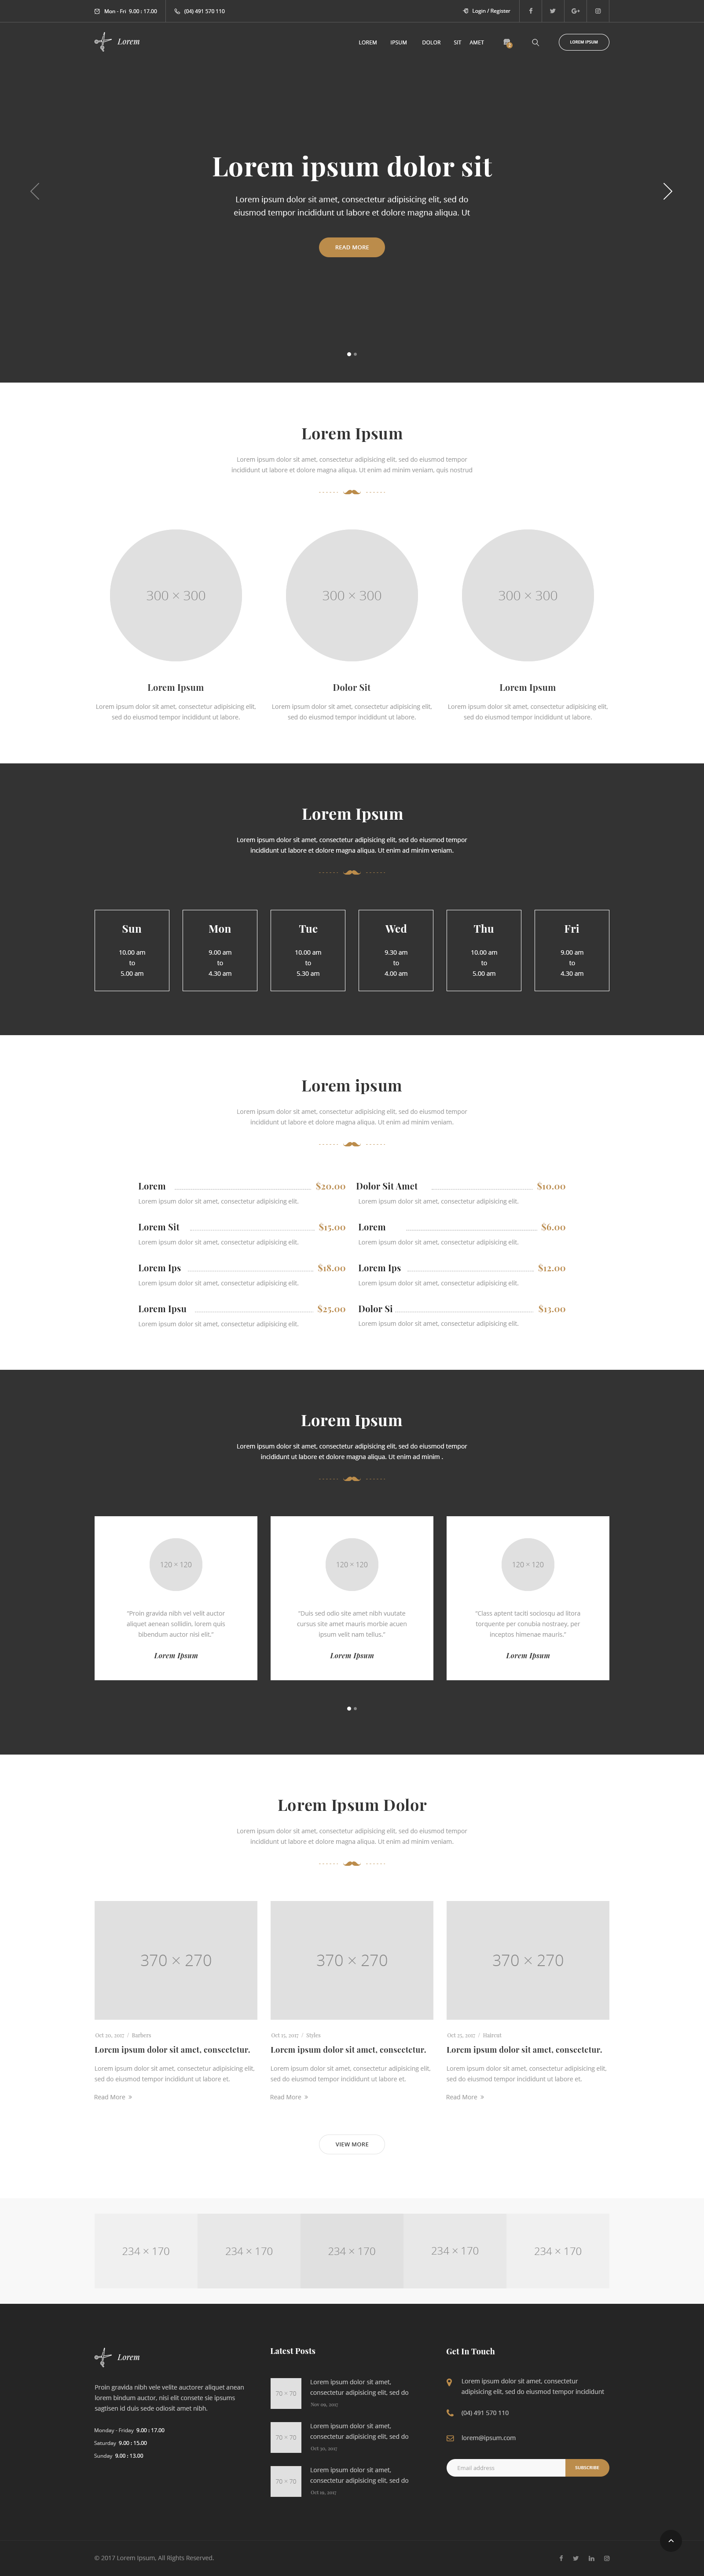 Mon - Fri 9.00 : 17.00
(04) 491 570 110
Login / Register
Lorem
LOREM IPSUM DOLOR SIT AMET
LOREM IPSUM
Lorem ipsum dolor sit
Lorem ipsum dolor sit amet, consectetur adipisicing elit, sed do
eiusmod tempor incididunt ut labore et dolore magna aliqua. Ut
READ MORE
Lorem Ipsum
Lorem ipsum dolor sit amet, consectetur adipisicing elit, sed do eiusmod tempor
incididunt ut labore et dolore magna aliqua. Ut enim ad minim veniam, quis nostrud
300 × 300
300 × 300
300 × 300
Lorem Ipsum
Lorem ipsum dolor sit amet, consectetur adipisicing elit,
sed do eiusmod tempor incididunt ut labore.
Dolor Sit
Lorem ipsum dolor sit amet, consectetur adipisicing elit,
sed do eiusmod tempor incididunt ut labore.
Lorem Ipsum
Lorem ipsum dolor sit amet, consectetur adipisicing elit,
sed do eiusmod tempor incididunt ut labore.
Lorem Ipsum
Lorem ipsum dolor sit amet, consectetur adipisicing elit, sed do eiusmod tempor
incididunt ut labore et dolore magna aliqua. Ut enim ad minim veniam.
Sun
10.00 am
to
5.00 am
Mon
9.00 am
to
4.30 am
Tue
10.00 am
to
5.30 am
Wed
9.30 am
to
4.00 am
Thu
10.00 am
to
5.00 am
Fri
9.00 am
to
4.30 am
Lorem ipsum
Lorem ipsum dolor sit amet, consectetur adipisicing elit, sed do eiusmod tempor
incididunt ut labore et dolore magna aliqua. Ut enim ad minim veniam.
Lorem $20.00
Lorem ipsum dolor sit amet, consectetur adipisicing elit.
Dolor Sit Amet $10.00
Lorem ipsum dolor sit amet, consectetur adipisicing elit.
Lorem Sit $15.00
Lorem ipsum dolor sit amet, consectetur adipisicing elit.
Lorem $6.00
Lorem ipsum dolor sit amet, consectetur adipisicing elit.
Lorem Ips $18.00
Lorem ipsum dolor sit amet, consectetur adipisicing elit.
Lorem Ips $12.00
Lorem ipsum dolor sit amet, consectetur adipisicing elit.
Lorem Ipsu $25.00
Lorem ipsum dolor sit amet, consectetur adipisicing elit.
Dolor Si $13.00
Lorem ipsum dolor sit amet, consectetur adipisicing elit.
Lorem Ipsum
Lorem ipsum dolor sit amet, consectetur adipisicing elit, sed do eiusmod tempor
incididunt ut labore et dolore magna aliqua. Ut enim ad minim .
120 × 120
"Proin gravida nibh vel velit auctor
aliquet aenean sollidin, lorem quis
bibendum auctor nisi elit."
Lorem Ipsum
120 × 120
"Duis sed odio site amet nibh vuutate
cursus site amet mauris morbie acuen
ipsum velit nam tellus."
Lorem Ipsum
120 × 120
"Class aptent taciti sociosqu ad litora
torquente per conubia nostraey. per
inceptos himenae mauris."
Lorem Ipsum
Lorem Ipsum Dolor
Lorem ipsum dolor sit amet, consectetur adipisicing elit, sed do eiusmod tempor
incididunt ut labore et dolore magna aliqua. Ut enim ad minim veniam.
370 × 270
370 × 270
370 × 270
Oct 20, 2017 / Barbers
Lorem ipsum dolor sit amet, consectetur.
Lorem ipsum dolor sit amet, consectetur adipisicing elit,
sed do eiusmod tempor incididunt ut labore et.
Read More »
Oct 15, 2017 / Styles
Lorem ipsum dolor sit amet, consectetur.
Lorem ipsum dolor sit amet, consectetur adipisicing elit,
sed do eiusmod tempor incididunt ut labore et.
Read More »
Oct 25, 2017 / Haircut
Lorem ipsum dolor sit amet, consectetur.
Lorem ipsum dolor sit amet, consectetur adipisicing elit,
sed do eiusmod tempor incididunt ut labore et.
Read More »
VIEW MORE
234 × 170
234 × 170
234 × 170
234 × 170
234 × 170
Lorem
Proin gravida nibh vele velite auctorer aliquet anean
lorem bindum auctor, nisi elit consete sie ipsums
sagtisen id duis sede odiosit amet nibh.
Monday - Friday 9.00 : 17.00
Saturday 9.00 : 15.00
Sunday 9.00 : 13.00
Latest Posts
70 × 70
Lorem ipsum dolor sit amet,
consectetur adipisicing elit, sed do
Nov 09, 2017
70 × 70
Lorem ipsum dolor sit amet,
consectetur adipisicing elit, sed do
Oct 20, 2017
70 × 70
Lorem ipsum dolor sit amet,
consectetur adipisicing elit, sed do
Get In Touch
Lorem ipsum dolor sit amet, consectetur
adipisicing elit, sed do eiusmod tempor incididunt
(04) 491 570 110
lorem@ipsum.com
Email address
SUBSCRIBE
© 2017 Lorem Ipsum, All Rights Reserved.